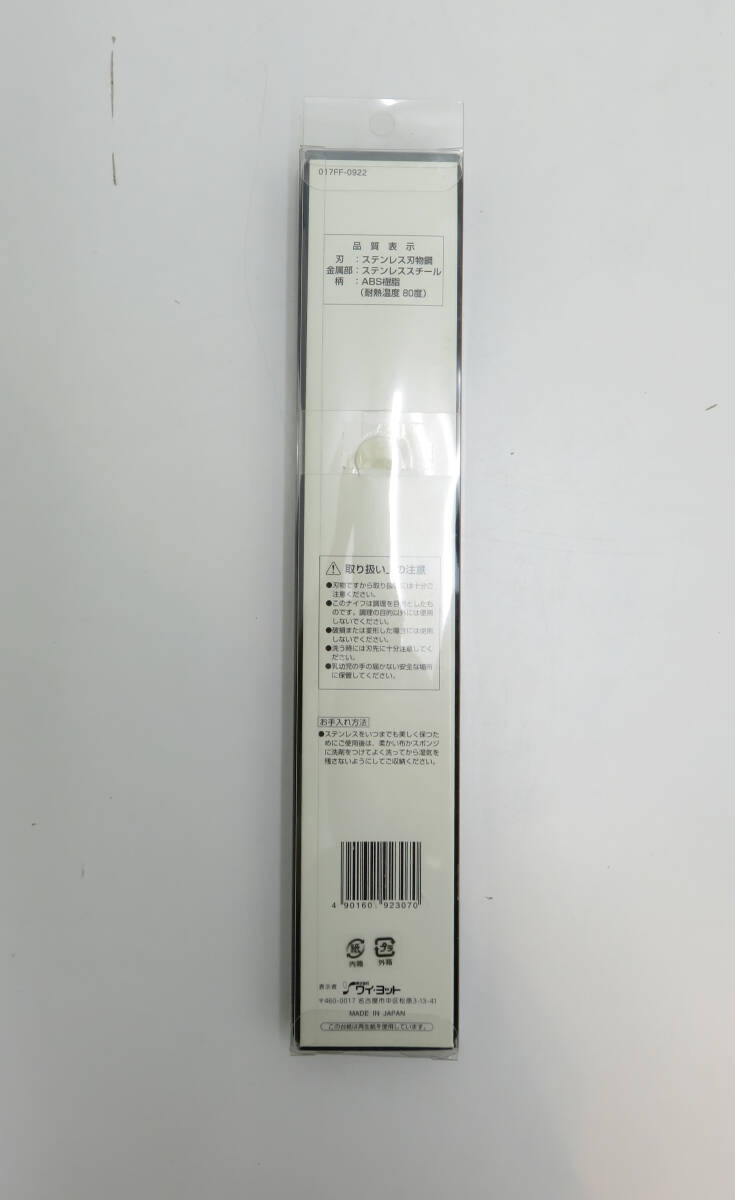 017FF-0922
品質表示
刃：ステンレス刃物鋼
金属部：ステンレススチール
柄：ABS樹脂
（耐熱温度 80度）
取り扱い上の注意
●刃物ですから取り扱いには十分ご
注意ください。
●このナイフは調理を目的としたも
のです。調理の目的以外には使用
しないでください。
●破損または変形した場合には使用
しないでください。
●洗う時には刃先に十分注意してく
ださい。
●乳幼児の手の届かない安全な場所
に保管してください。
お手入れ方法
●ステンレスをいつまでも美しく保つた
めにご使用後は、柔かい布かスポンジ
に洗剤をつけてよく洗ってから湿気を
残さないようにしてご収納ください。
4 90160 923070
紙 プラ
内箱 外箱
表示者 株式会社 ワイ・ヨット
〒460-0017 名古屋市中区松原3-13-41
MADE IN JAPAN
この台紙は再生紙を使用しています。